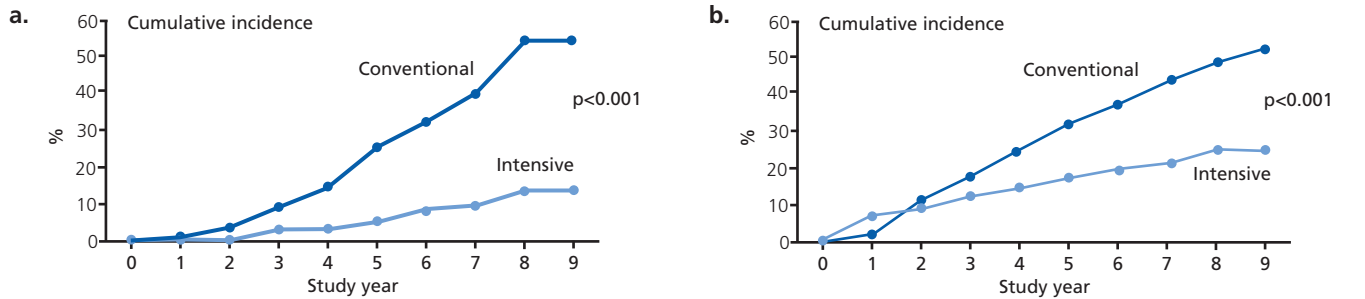 a.
Cumulative incidence
60
50
40
30
20
10
0
%
Conventional
p<0.001
Intensive
0 1 2 3 4 5 6 7 8 9
Study year
b.
Cumulative incidence
60
50
40
30
20
10
0
%
Conventional
p<0.001
Intensive
0 1 2 3 4 5 6 7 8 9
Study year